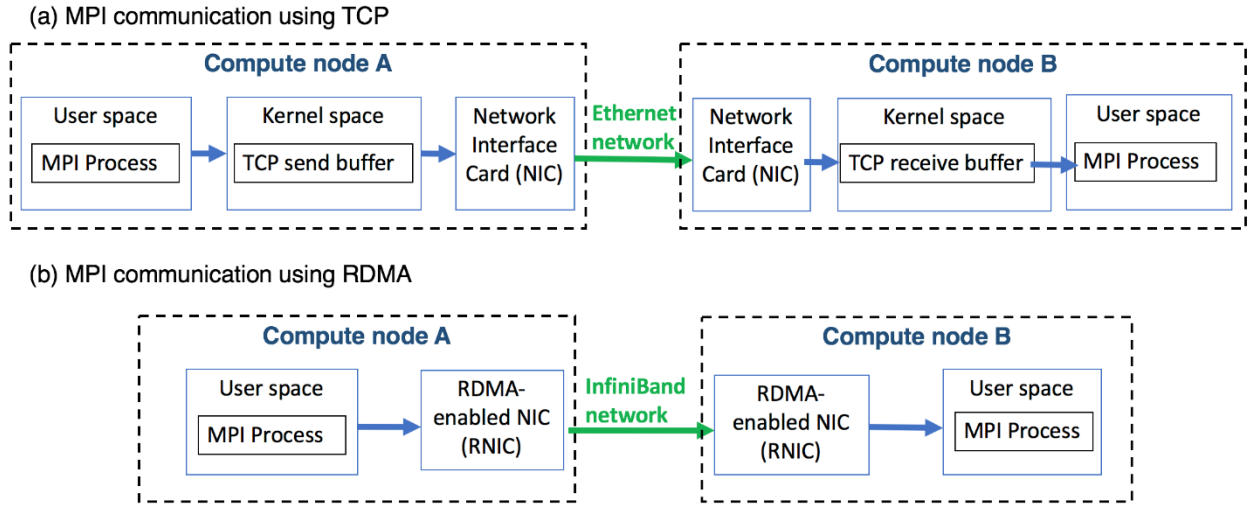 (a) MPI communication using TCP
Compute node A
User space
MPI Process
Kernel space
TCP send buffer
Network
Interface
Card (NIC)
Ethernet
network
Compute node B
Network
Interface
Card (NIC)
Kernel space
TCP receive buffer
User space
MPI Process
(b) MPI communication using RDMA
Compute node A
User space
MPI Process
RDMA-
enabled NIC
(RNIC)
InfiniBand
network
Compute node B
RDMA-
enabled NIC
(RNIC)
User space
MPI Process